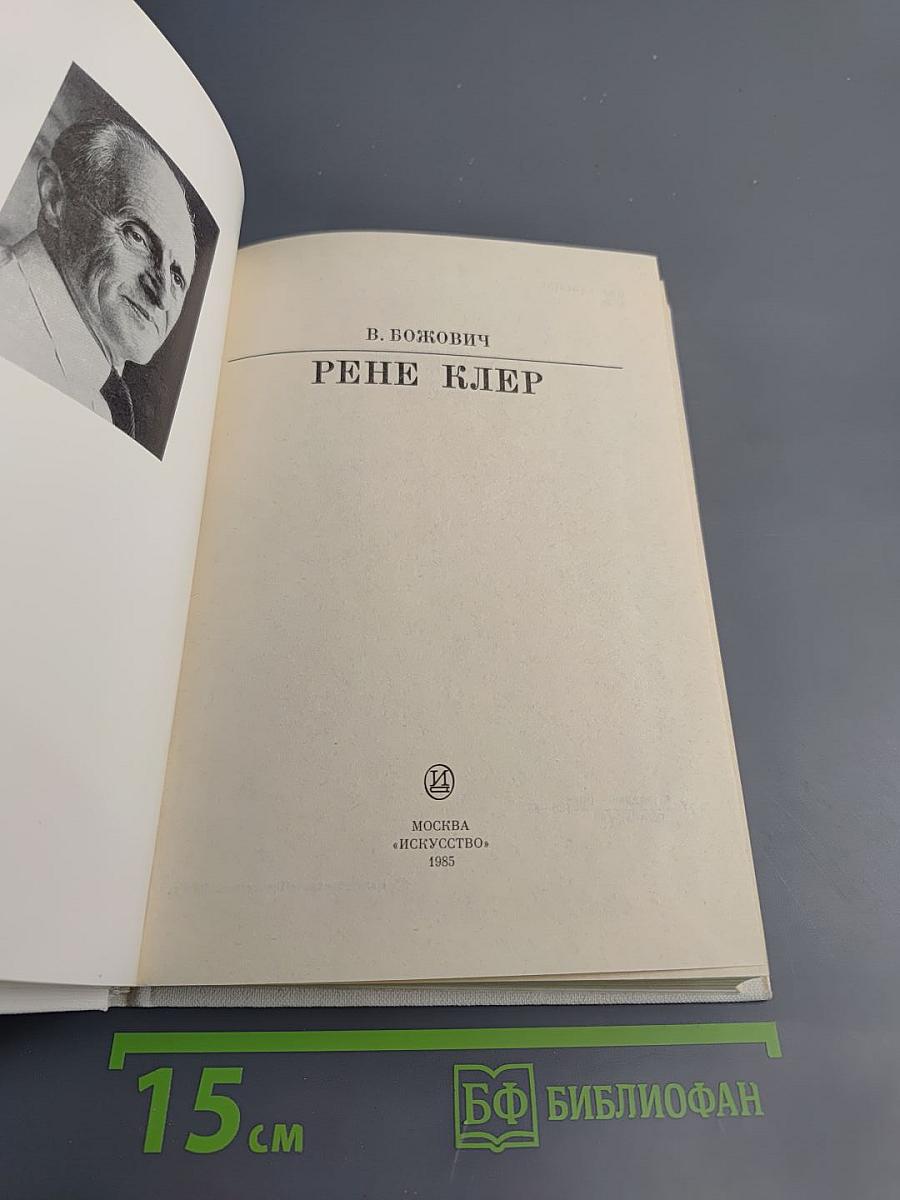 В. БОЖОВИЧ
РЕНЕ КЛЕР
И
МОСКВА
«ИСКУССТВО»
1985
15 см
БФ БИБЛИОФАН